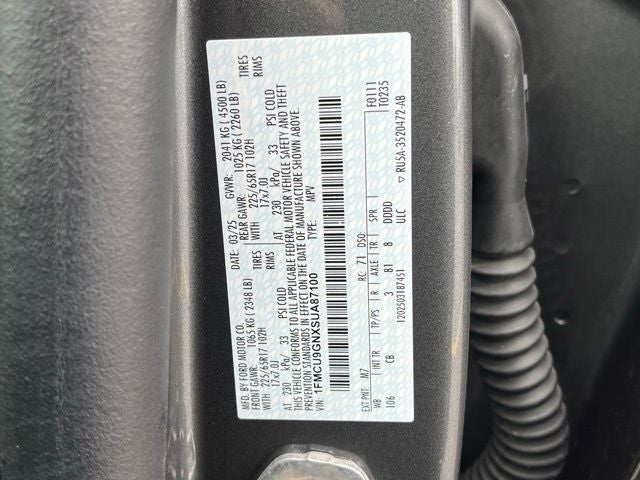 MFD. BY FORD MOTOR CO.
DATE: 03/25 GVWR: 2041 KG ( 4500 LB)
FRONT GAWR: 1065 KG ( 2348 LB) REAR GAWR: 1025 KG ( 2260 LB)
WITH 225/65R17 102H TIRES WITH 225/65R17 102H TIRES
17x7.0J RIMS 17x7.0J RIMS
AT 230 kPa/ 33 PSI COLD AT 230 kPa/ 33 PSI COLD
THIS VEHICLE CONFORMS TO ALL APPLICABLE FEDERAL MOTOR VEHICLE SAFETY AND THEFT
PREVENTION STANDARDS IN EFFECT ON THE DATE OF MANUFACTURE SHOWN ABOVE.
VIN: 1FMCU9GNXSUA87100 TYPE: MPV
F0111
EXT PNT: M7 RC: 71 DSO: T0235
WB INT TR TP/PS R AXLE TR SPR
106 CB 3 B1 8 DDDD
12025031B7451 ULC ▽ RU5A-3520472-AB